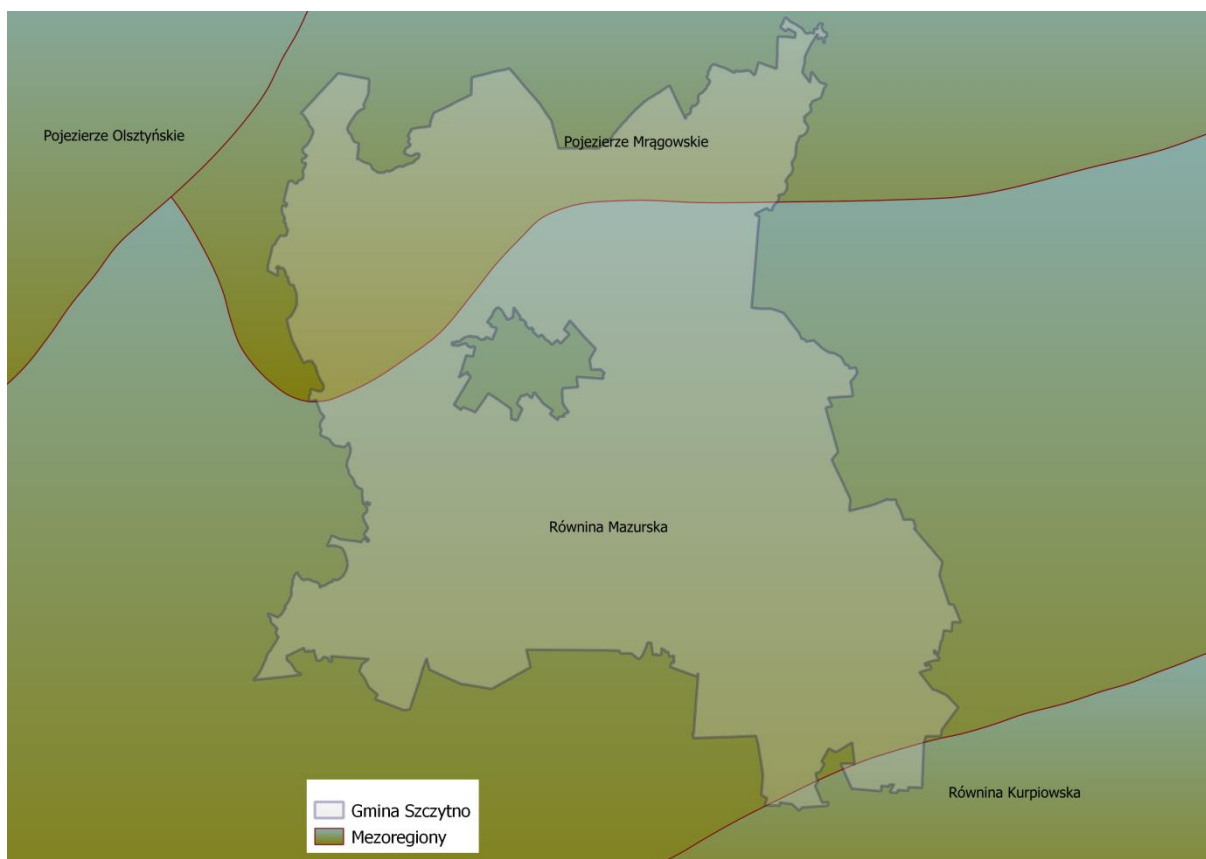 Pojezierze Olsztyńskie
Pojezierze Mrągowskie
Równina Mazurska
Równina Kurpiowska
Gmina Szczytno
Mezoregiony